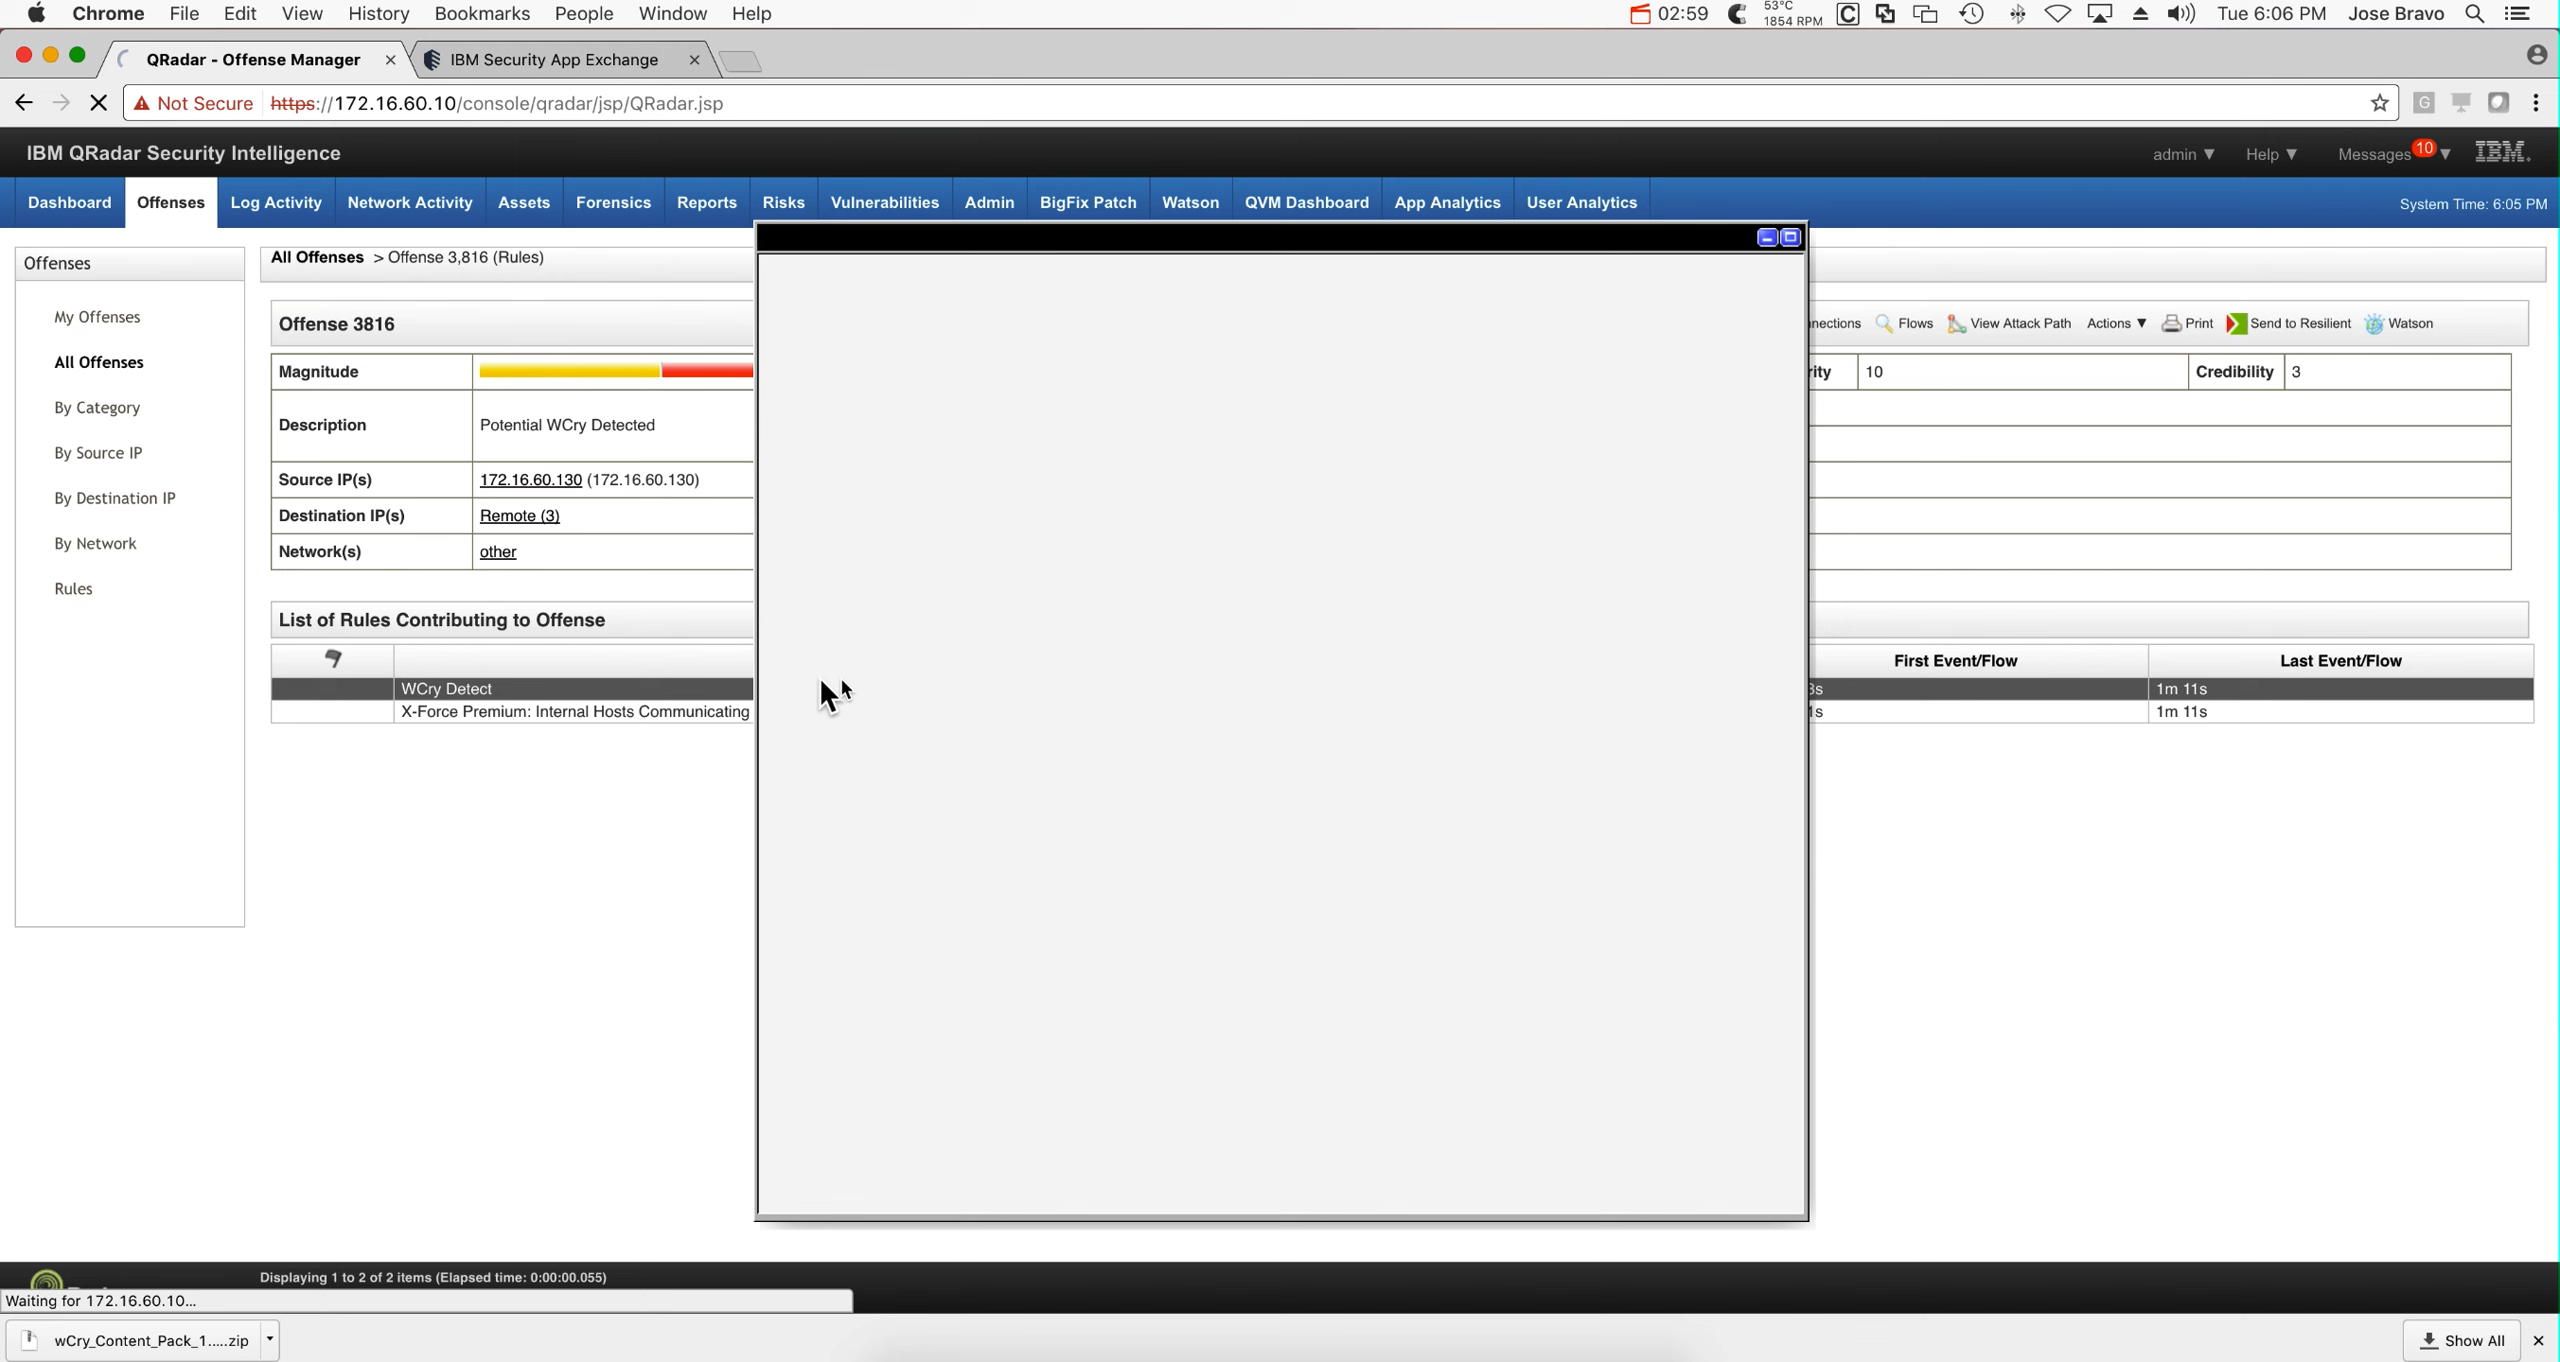 Chrome File Edit View History Bookmarks People Window Help 02:59 53°C 1854 RPM Tue 6:06 PM Jose Bravo
QRadar - Offense Manager IBM Security App Exchange
Not Secure https://172.16.60.10/console/qradar/jsp/QRadar.jsp
IBM QRadar Security Intelligence admin ▼ Help ▼ Messages 10 ▼ IBM.
Dashboard Offenses Log Activity Network Activity Assets Forensics Reports Risks Vulnerabilities Admin BigFix Patch Watson QVM Dashboard App Analytics User Analytics System Time: 6:05 PM
Offenses
My Offenses
All Offenses
By Category
By Source IP
By Destination IP
By Network
Rules
All Offenses > Offense 3,816 (Rules)
Offense 3816 nnections Flows View Attack Path Actions ▼ Print Send to Resilient Watson
Magnitude rity 10 Credibility 3
Description Potential WCry Detected
Source IP(s) 172.16.60.130 (172.16.60.130)
Destination IP(s) Remote (3)
Network(s) other
List of Rules Contributing to Offense
First Event/Flow Last Event/Flow
WCry Detect 1m 11s
X-Force Premium: Internal Hosts Communicating 1m 11s
Displaying 1 to 2 of 2 items (Elapsed time: 0:00:00.055)
Waiting for 172.16.60.10...
wCry_Content_Pack_1.....zip Show All